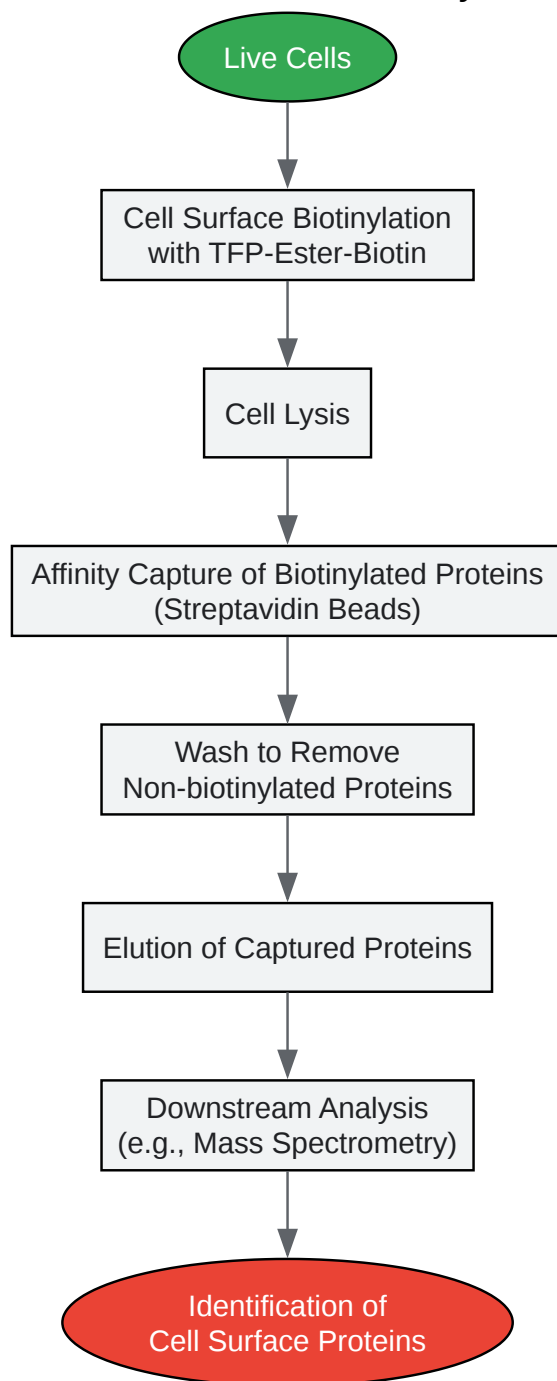 Live Cells
Cell Surface Biotinylation
with TFP-Ester-Biotin
Cell Lysis
Affinity Capture of Biotinylated Proteins
(Streptavidin Beads)
Wash to Remove
Non-biotinylated Proteins
Elution of Captured Proteins
Downstream Analysis
(e.g., Mass Spectrometry)
Identification of
Cell Surface Proteins